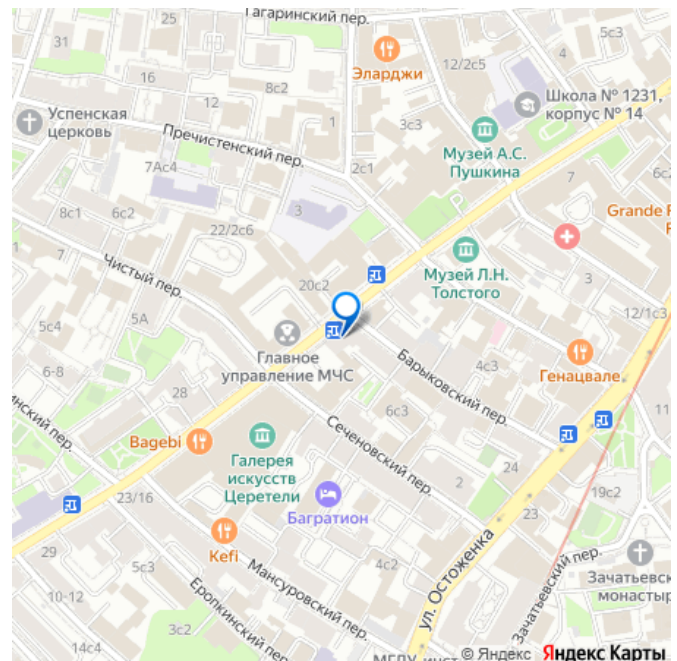 Гагаринский пер.
31
25
16
12
8с2
Эларджи
12/2с5
4
5с3
Школа № 1231,
корпус № 14
Успенская
церковь
Пречистенский пер.
1
3с3
Музей А.С.
Пушкина
7Ас4
2с1
7
6с2
8с1
6с2
3
22/2с6
Grande
7
Чистый пер.
20с2
Музей Л.Н.
Толстого
3
5А
5с4
Главное
управление МЧС
12/1с3
6-8
28
Барыковский пер.
4с3
Генацвале
6с3
11
Bagebi
Сеченовский пер.
Галерея
искусств
Церетели
24
2
23/16
Багратион
19с2
23
29
Kefi
4с2
ул. Остоженка
5с3
Мансуровский пер.
Зачатьевский пер.
Зачатьевск
монастыр
10-12
Еропкинский пер.
3с2
© Яндекс Яндекс Карты